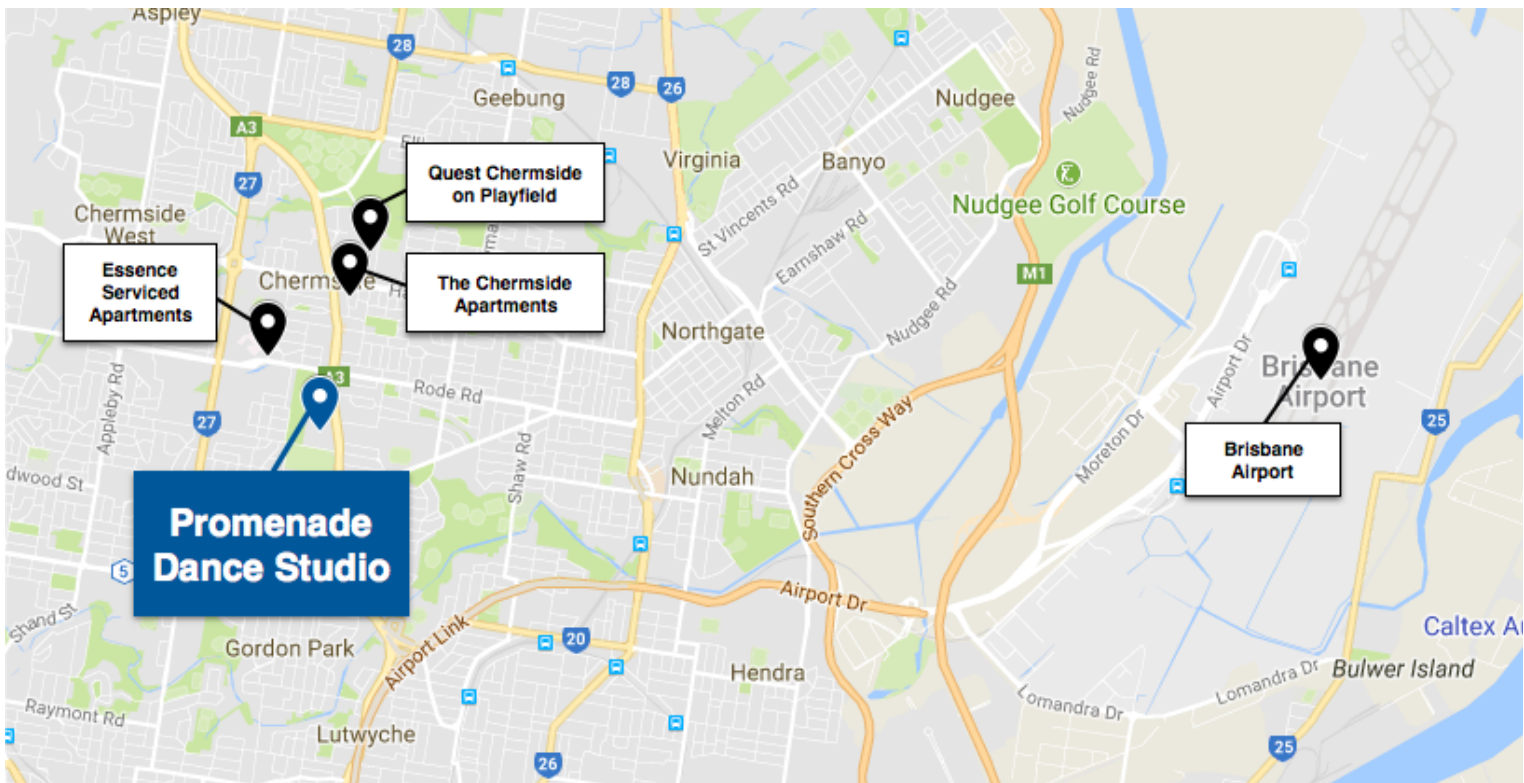 Aspley
28
28
26
Geebung
Nudgee
Nudgee Rd
A3
Quest Chermside
on Playfield
Virginia
Banyo
27
Nudgee Golf Course
Chermside
West
St Vincents Rd
Earnshaw Rd
Essence
Serviced
Apartments
Chermside
The Chermside
Apartments
M1
Northgate
Nudgee Rd
Airport Dr
Brisbane
Airport
A3
Rode Rd
Appleby Rd
Melton Rd
27
25
Moreton Dr
Brisbane
Airport
Southern Cross Way
Shaw Rd
Nundah
dwood St
Promenade
Dance Studio
5
Airport Dr
Shand St
Airport Link
20
Caltex Au
Gordon Park
Hendra
Lomandra Dr
Bulwer Island
Lomandra Dr
Raymont Rd
Lutwyche
26
25